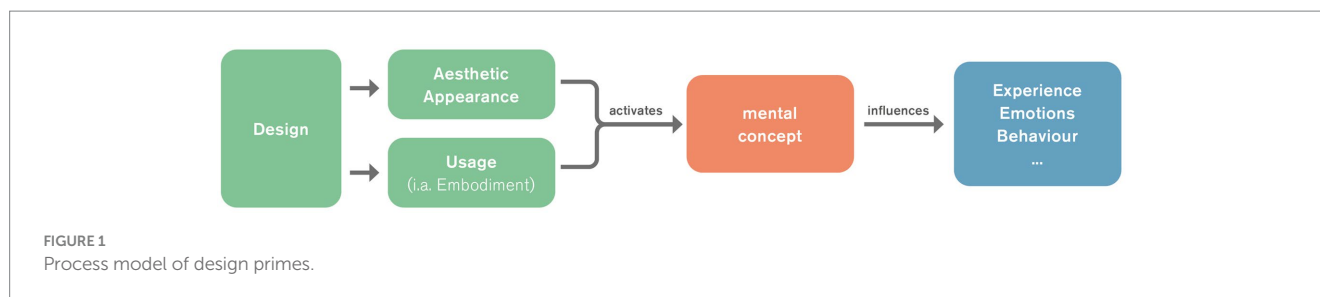 Design
Aesthetic
Appearance
Usage
(i.a. Embodiment)
activates
mental
concept
influences
Experience
Emotions
Behaviour
...
FIGURE 1
Process model of design primes.